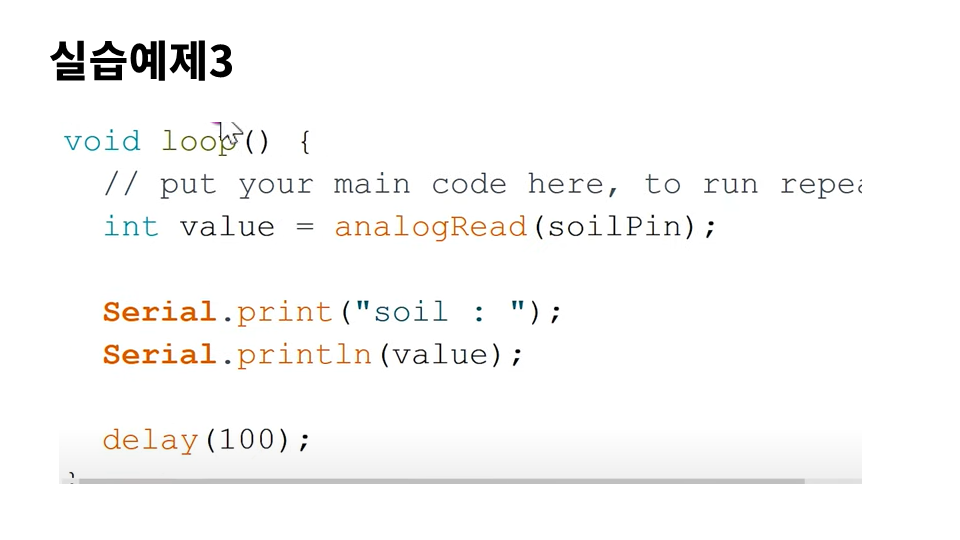 실습예제3
void loop() {
// put your main code here, to run
int value = analogRead(soilPin);
Serial.print("soil : ");
Serial.println(value);
delay(100);
}